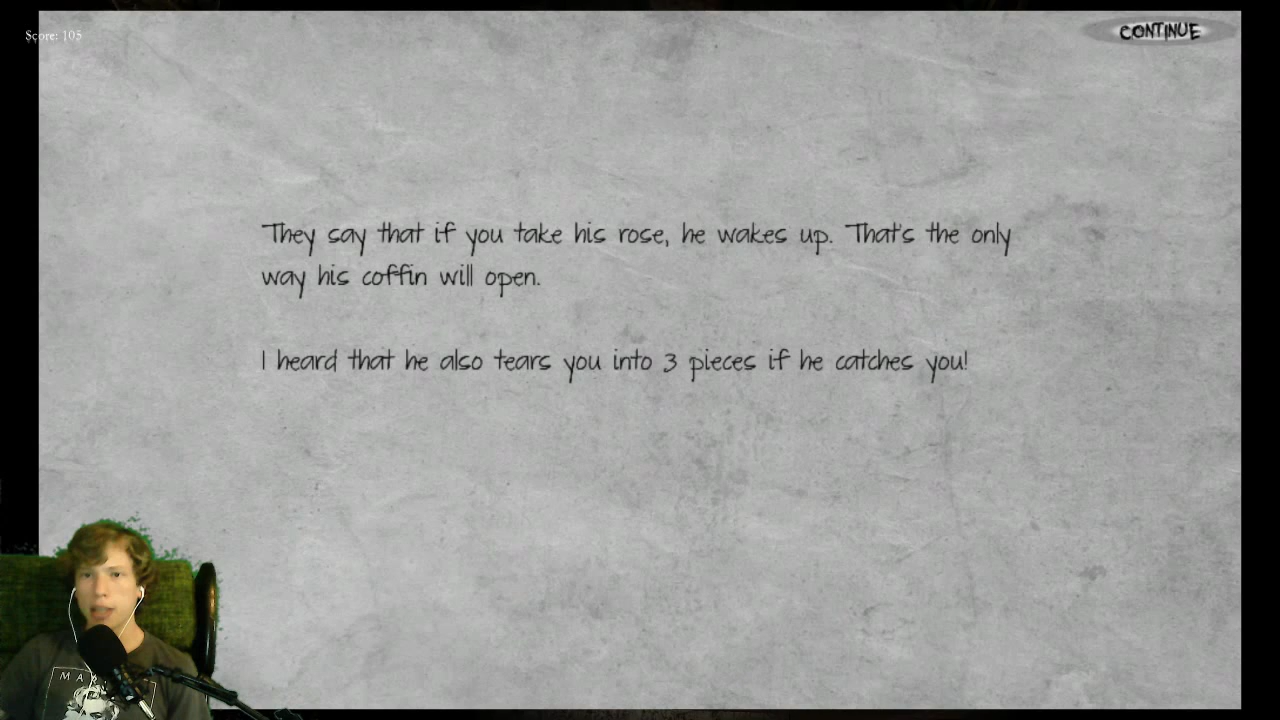 Score: 105
CONTINUE
They say that if you take his rose, he wakes up. That's the only
way his coffin will open.
I heard that he also tears you into 3 pieces if he catches you!